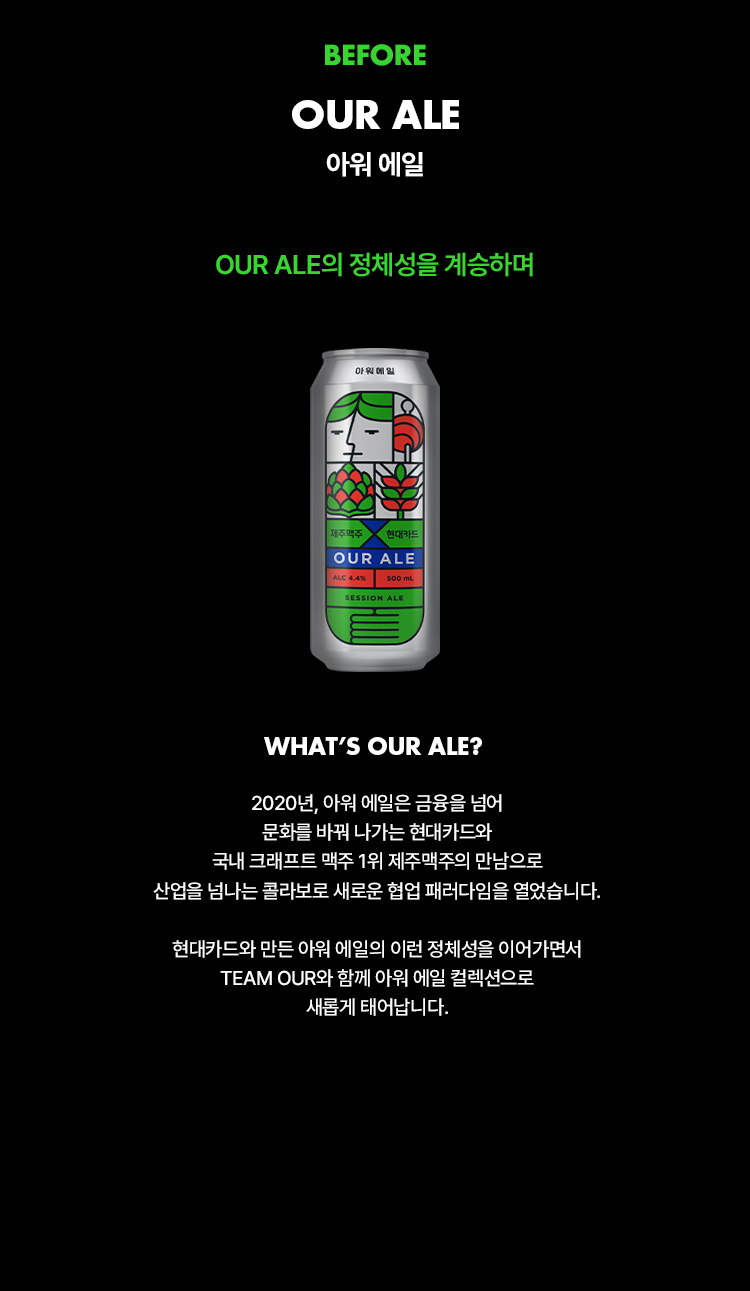 BEFORE
OUR ALE
아워 에일
OUR ALE의 정체성을 계승하며
아워에일
제주맥주 현대카드
OUR ALE
ALC 4.4% 500 mL
SESSION ALE
WHAT'S OUR ALE?
2020년, 아워 에일은 금융을 넘어
문화를 바꿔 나가는 현대카드와
국내 크래프트 맥주 1위 제주맥주의 만남으로
산업을 넘나는 콜라보로 새로운 협업 패러다임을 열었습니다.
현대카드와 만든 아워 에일의 이런 정체성을 이어가면서
TEAM OUR와 함께 아워 에일 컬렉션으로
새롭게 태어납니다.